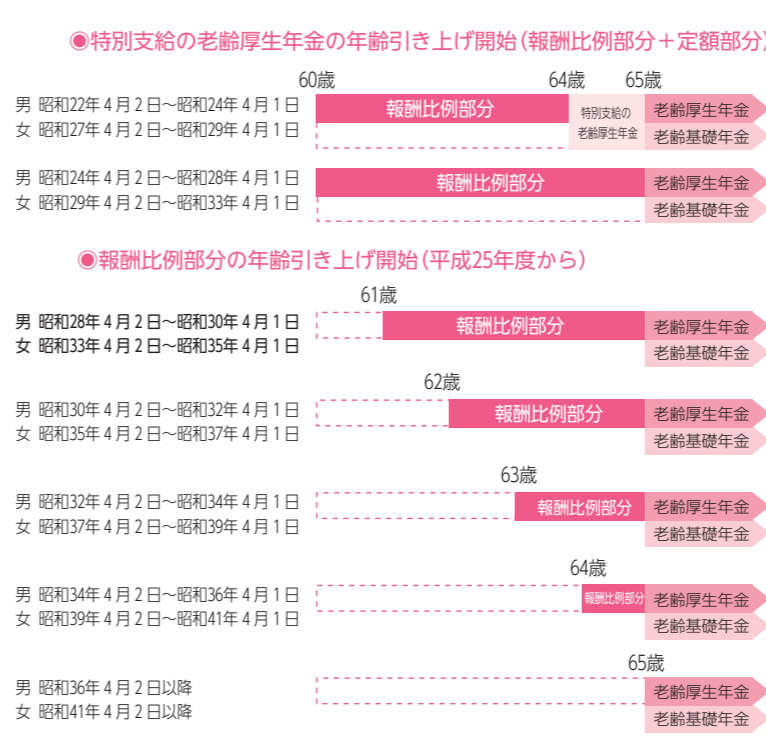 ◉特別支給の老齢厚生年金の年齢引き上げ開始(報酬比例部分+定額部分)
60歳 64歳 65歳
男 昭和22年4月2日~昭和24年4月1日 報酬比例部分 特別支給の 老齢厚生年金
女 昭和27年4月2日~昭和29年4月1日 老齢厚生年金 老齢基礎年金
男 昭和24年4月2日~昭和28年4月1日 報酬比例部分 老齢厚生年金
女 昭和29年4月2日~昭和33年4月1日 老齢基礎年金
◉報酬比例部分の年齢引き上げ開始(平成25年度から)
61歳
男 昭和28年4月2日~昭和30年4月1日 報酬比例部分 老齢厚生年金
女 昭和33年4月2日~昭和35年4月1日 老齢基礎年金
62歳
男 昭和30年4月2日~昭和32年4月1日 報酬比例部分 老齢厚生年金
女 昭和35年4月2日~昭和37年4月1日 老齢基礎年金
63歳
男 昭和32年4月2日~昭和34年4月1日 報酬比例部分 老齢厚生年金
女 昭和37年4月2日~昭和39年4月1日 老齢基礎年金
64歳
男 昭和34年4月2日~昭和36年4月1日 報酬比例部分 老齢厚生年金
女 昭和39年4月2日~昭和41年4月1日 老齢基礎年金
65歳
男 昭和36年4月2日以降 老齢厚生年金
女 昭和41年4月2日以降 老齢基礎年金